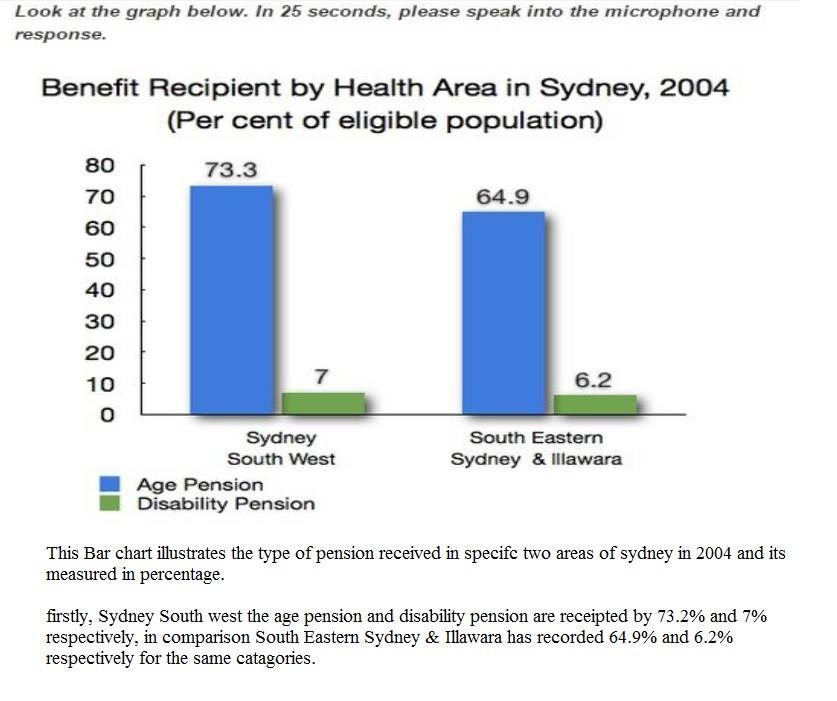 Look at the graph below. In 25 seconds, please speak into the microphone and
response.
Benefit Recipient by Health Area in Sydney, 2004
(Per cent of eligible population)
80
70
60
50
40
30
20
10
0
73.3
7
64.9
6.2
Sydney
South West
South Eastern
Sydney & Illawara
Age Pension
Disability Pension
This Bar chart illustrates the type of pension received in specifc two areas of sydney in 2004 and its
measured in percentage.
firstly, Sydney South west the age pension and disability pension are receipted by 73.2% and 7%
respectively, in comparison South Eastern Sydney & Illawara has recorded 64.9% and 6.2%
respectively for the same catagories.